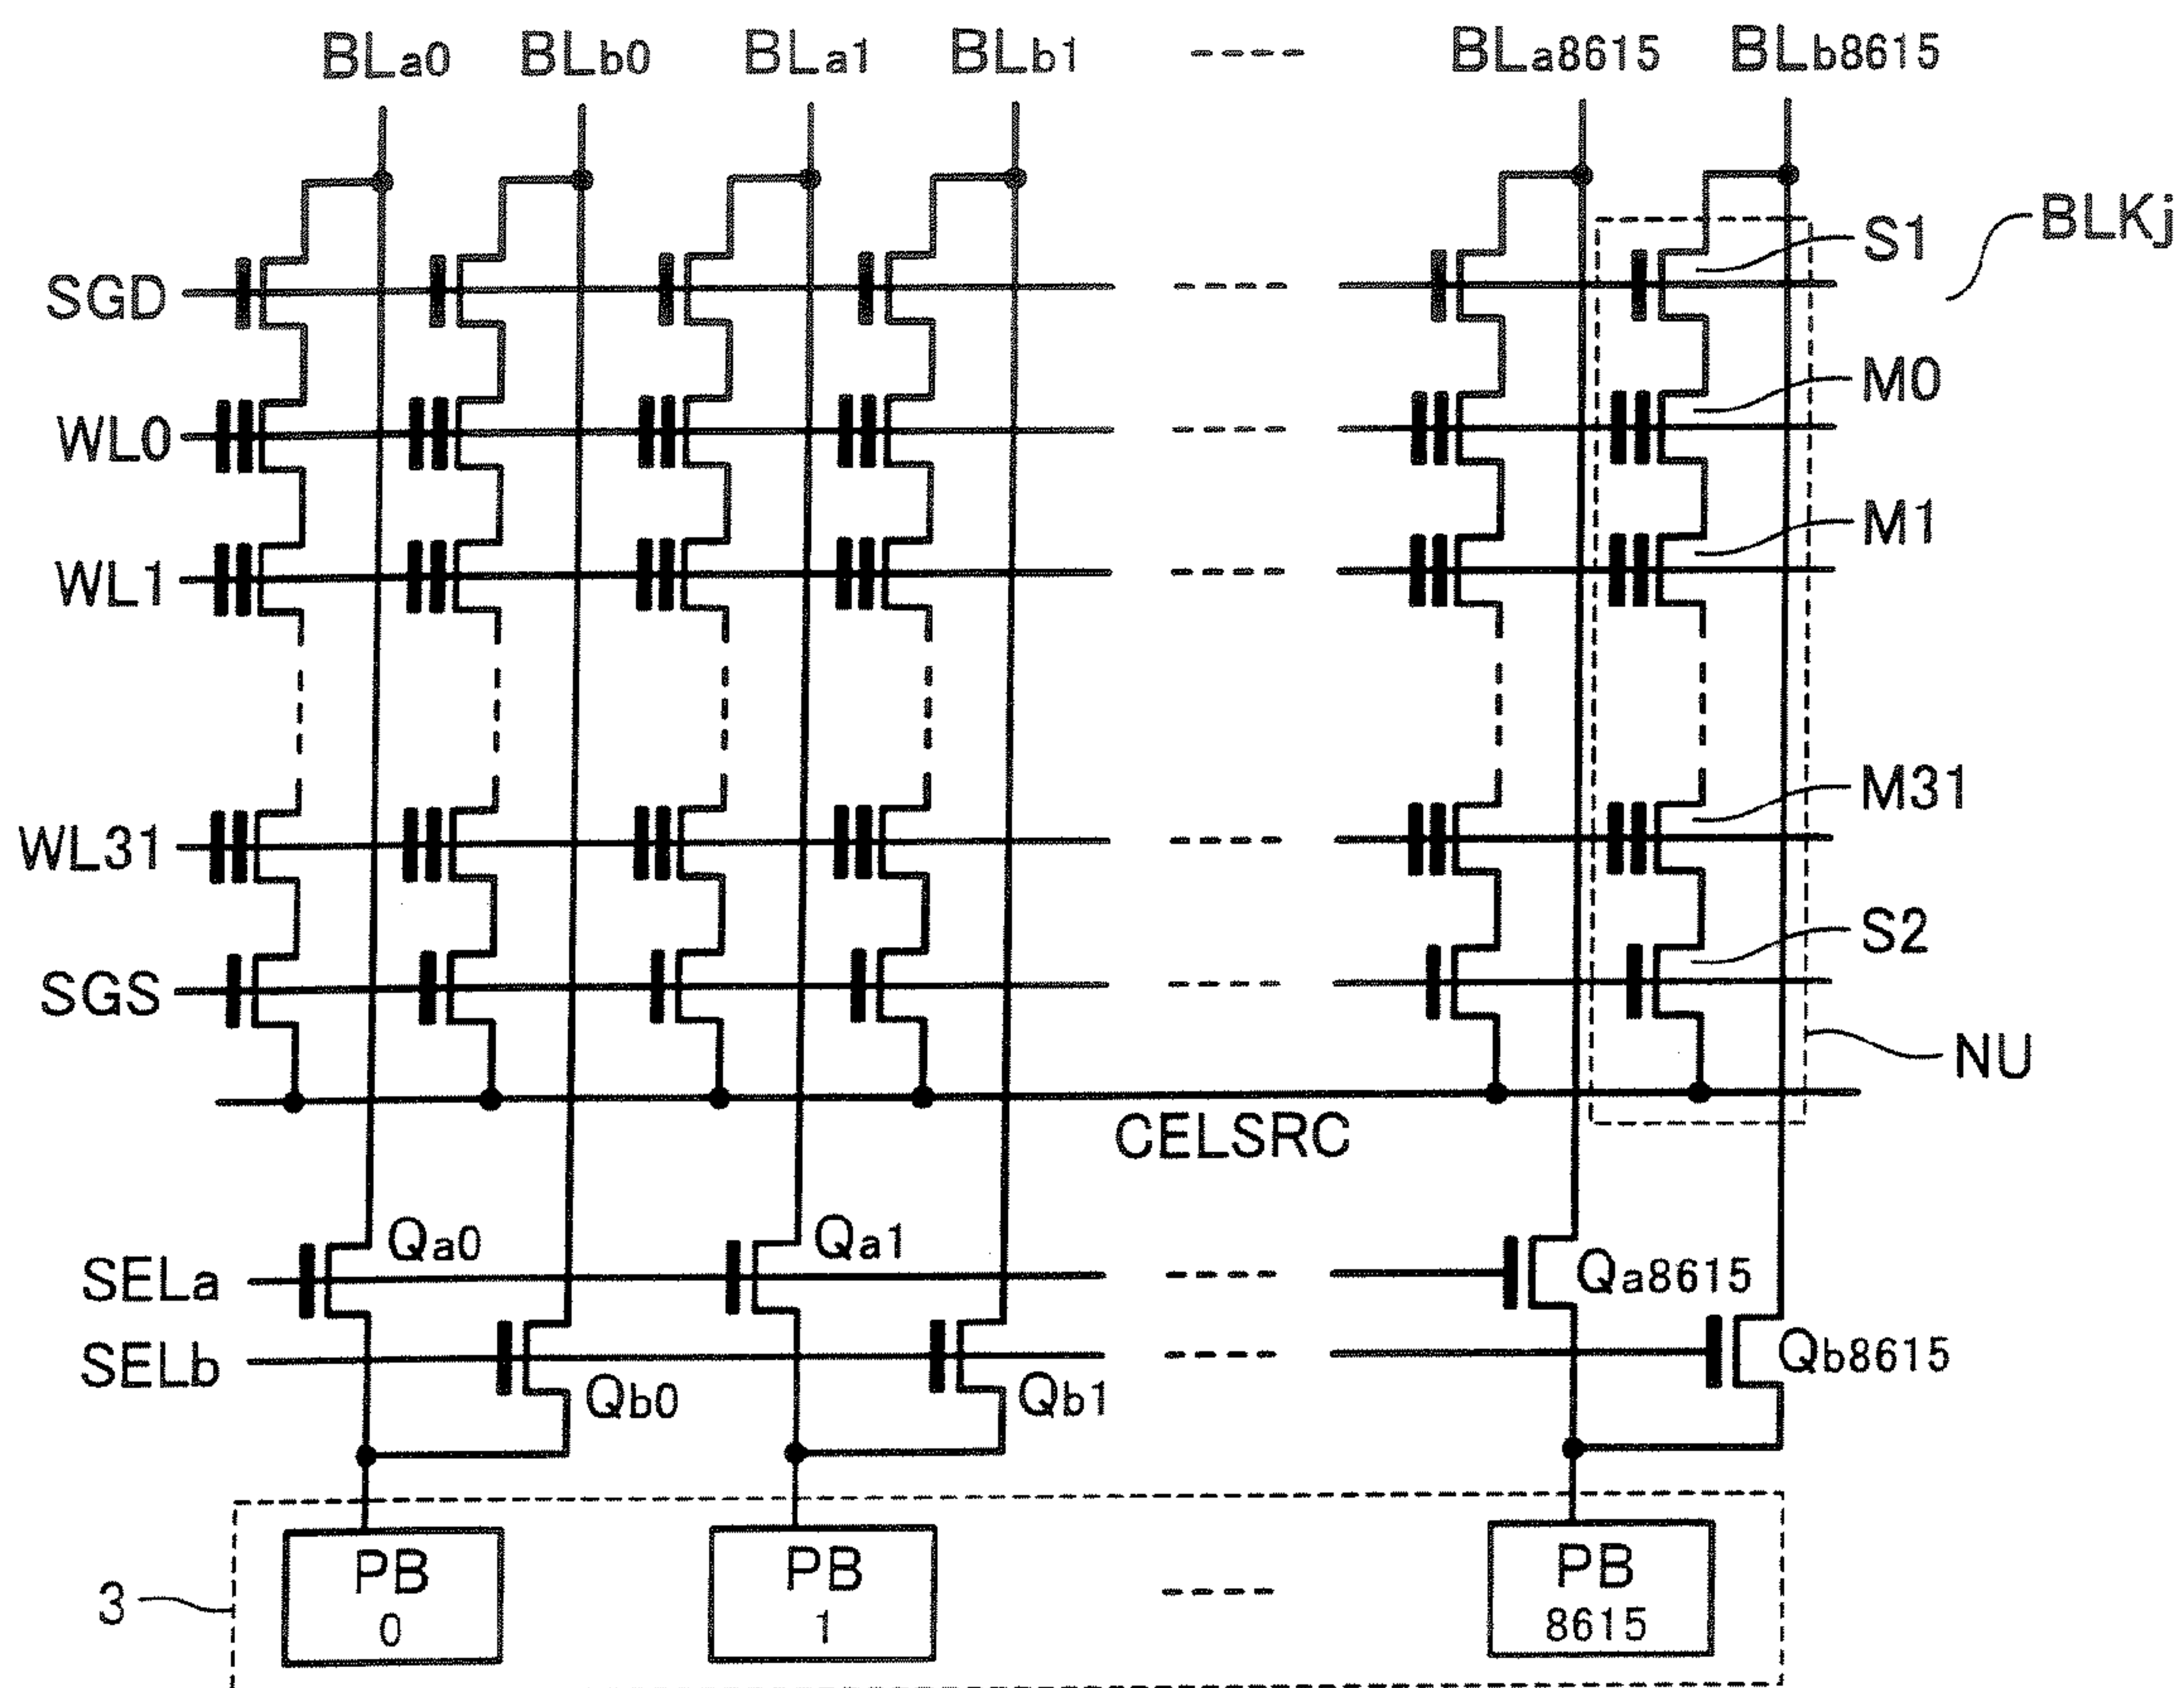 BLa0 BLb0 BLa1 BLb1 BLa8615 BLb8615
BLKj
S1
SGD
M0
WL0
M1
WL1
M31
WL31
S2
SGS
NU
CELSRC
Qa0 Qa1
SELa Qa8615
SELb Qb8615
Qb0 Qb1
PB PB PB
3
0 1 8615